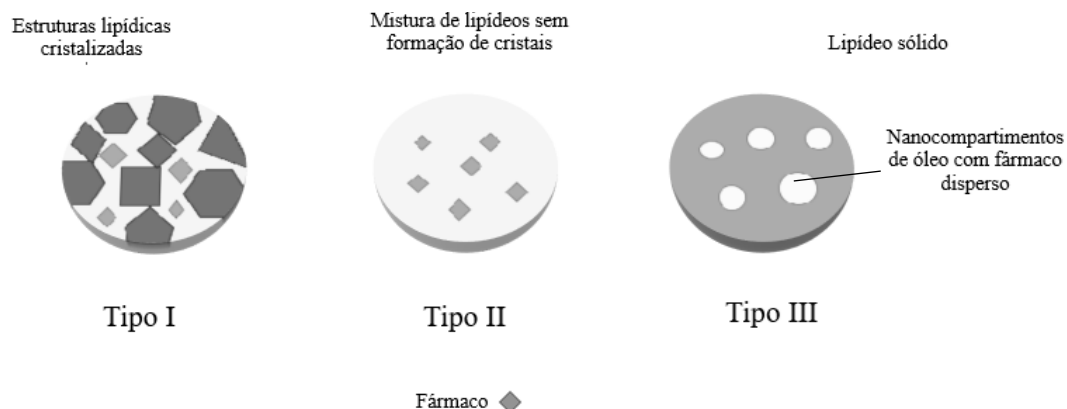 Estruturas lipídicas
cristalizadas
Mistura de lipídeos sem
formação de cristais
Lipídeo sólido
Nanocompartimentos
de óleo com fármaco
disperso
Tipo I
Tipo II
Tipo III
Fármaco